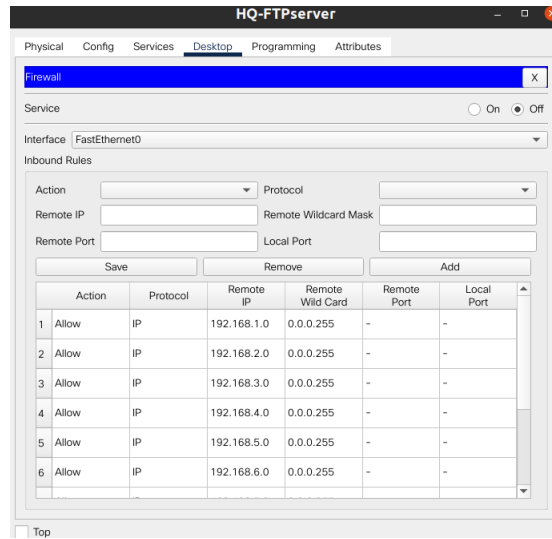 HQ-FTPserver
Physical Config Services Desktop Programming Attributes
Firewall X
Service On Off
Interface FastEthernet0
Inbound Rules
Action Protocol
Remote IP Remote Wildcard Mask
Remote Port Local Port
Save Remove Add
Action Protocol Remote IP Remote Wild Card Remote Port Local Port
1 Allow IP 192.168.1.0 0.0.0.255 - -
2 Allow IP 192.168.2.0 0.0.0.255 - -
3 Allow IP 192.168.3.0 0.0.0.255 - -
4 Allow IP 192.168.4.0 0.0.0.255 - -
5 Allow IP 192.168.5.0 0.0.0.255 - -
6 Allow IP 192.168.6.0 0.0.0.255 - -
Top